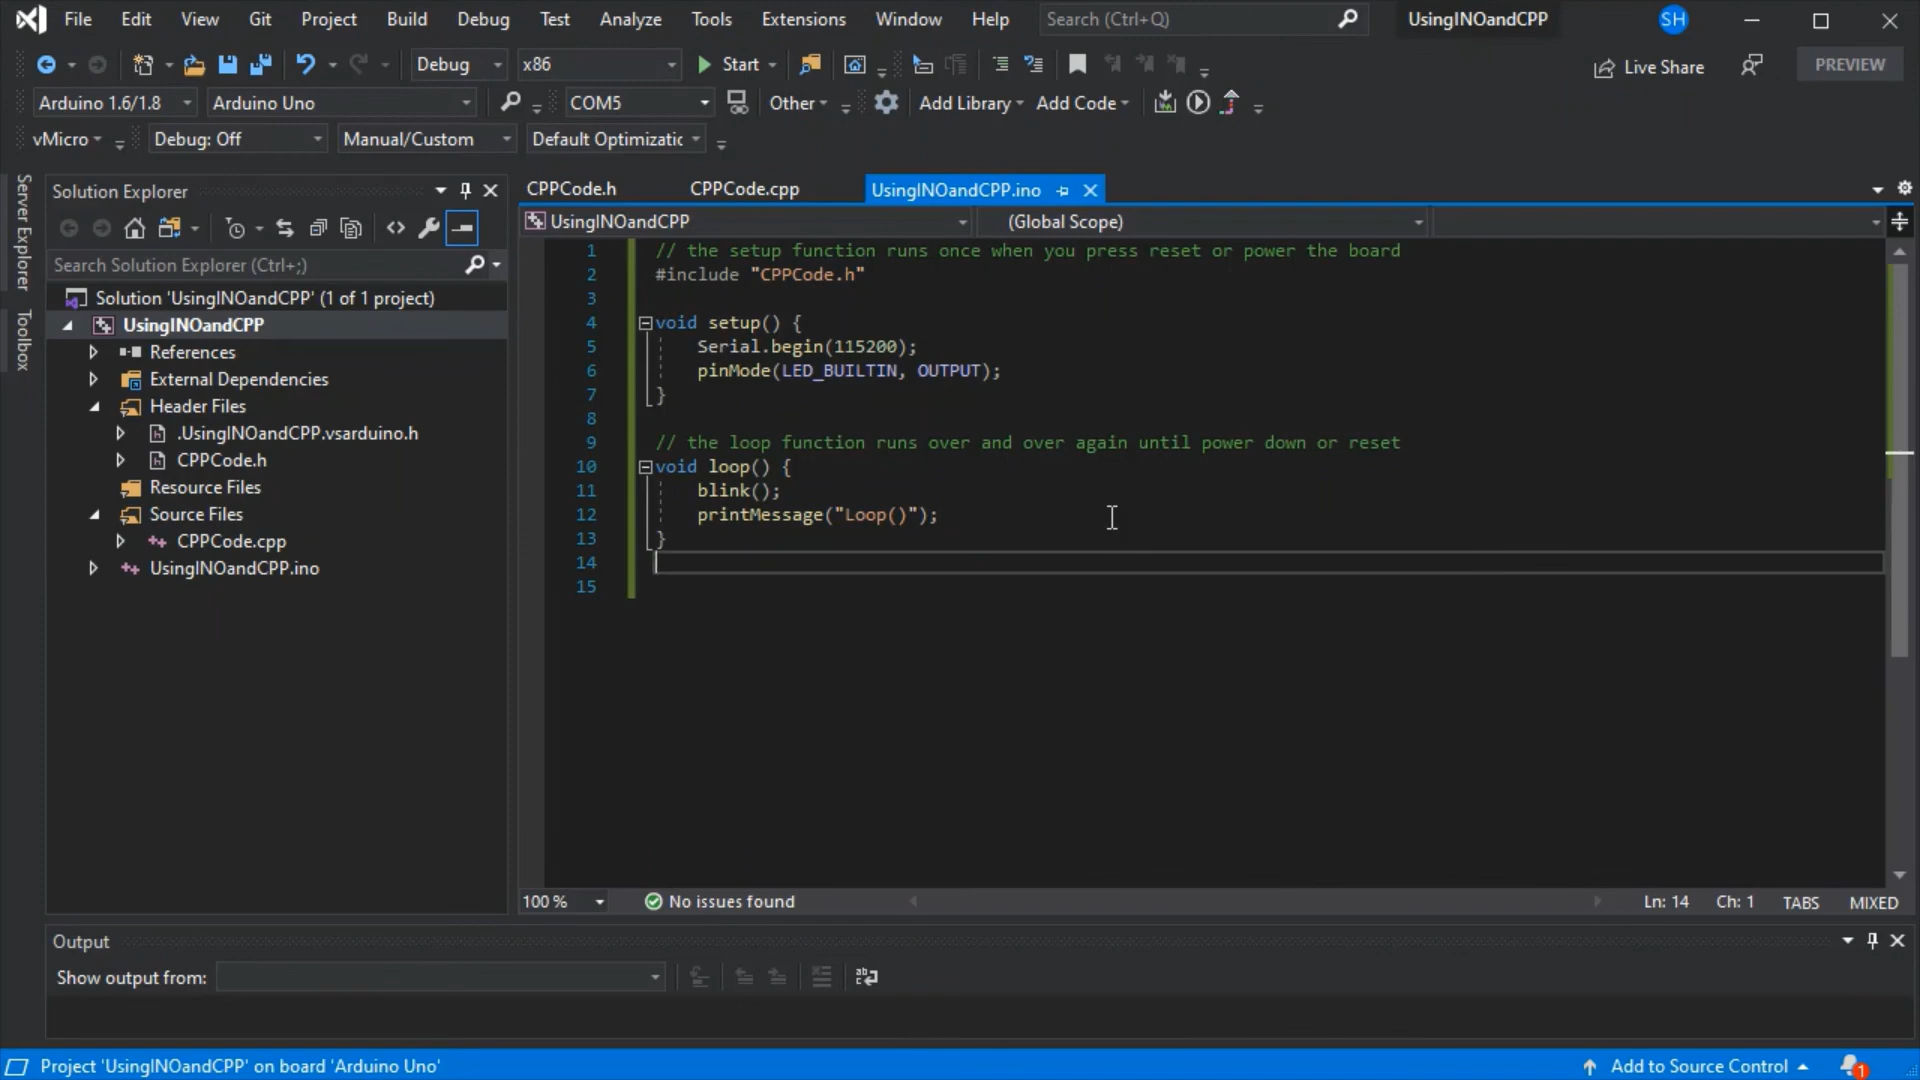 File Edit View Git Project Build Debug Test Analyze Tools Extensions Window Help Search (Ctrl+Q) UsingINOandCPP SH
Debug x86 Start Live Share PREVIEW
Arduino 1.6/1.8 Arduino Uno COM5 Other Add Library Add Code
vMicro Debug: Off Manual/Custom Default Optimizatic
Server Explorer
Toolbox
Solution Explorer
Search Solution Explorer (Ctrl+;)
Solution 'UsingINOandCPP' (1 of 1 project)
UsingINOandCPP
References
External Dependencies
Header Files
.UsingINOandCPP.vsarduino.h
CPPCode.h
Resource Files
Source Files
CPPCode.cpp
UsingINOandCPP.ino
CPPCode.h CPPCode.cpp UsingINOandCPP.ino
UsingINOandCPP (Global Scope)
1 // the setup function runs once when you press reset or power the board
2 #include "CPPCode.h"
3
4 void setup() {
5 Serial.begin(115200);
6 pinMode(LED_BUILTIN, OUTPUT);
7 }
8
9 // the loop function runs over and over again until power down or reset
10 void loop() {
11 blink();
12 printMessage("Loop()");
13 }
14
15
100 % No issues found Ln: 14 Ch: 1 TABS MIXED
Output
Show output from:
Project 'UsingINOandCPP' on board 'Arduino Uno' Add to Source Control 1